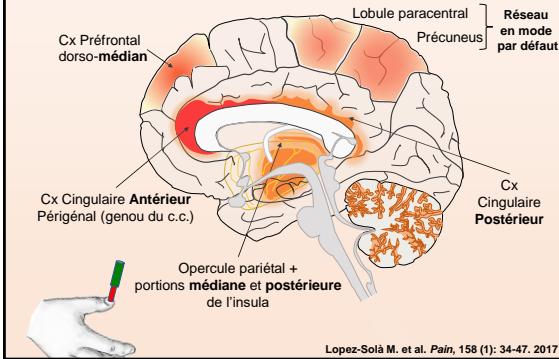 Lobule paracentral
Précuneus
Réseau
en mode
par défaut
Cx Préfrontal
dorso-médian
Cx Cingulaire Antérieur
Périgénal (genou du c.c.)
Cx
Cingulaire
Postérieur
Opercule pariétal +
portions médiane et postérieure
de l'insula
Lopez-Solà M. et al. Pain, 158 (1): 34-47. 2017